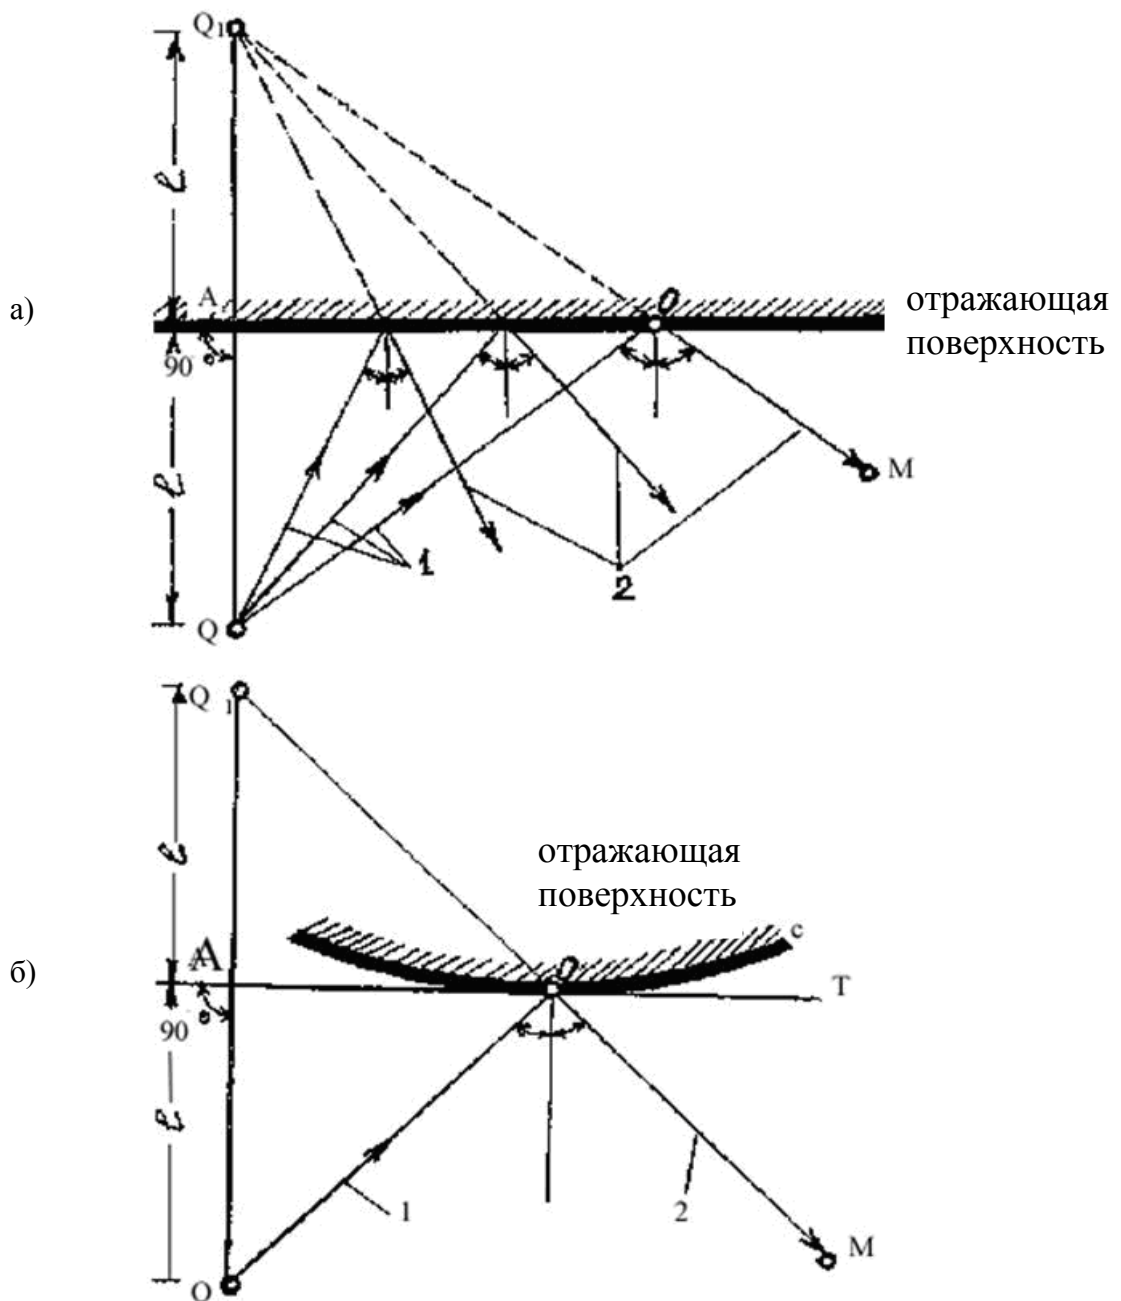 Q1
ℓ
A
O
отражающая
поверхность
а)
90°
ℓ
M
1
2
Q
Q1
ℓ
отражающая
поверхность
с
A
O
б)
T
90°
ℓ
1
2
M
Q